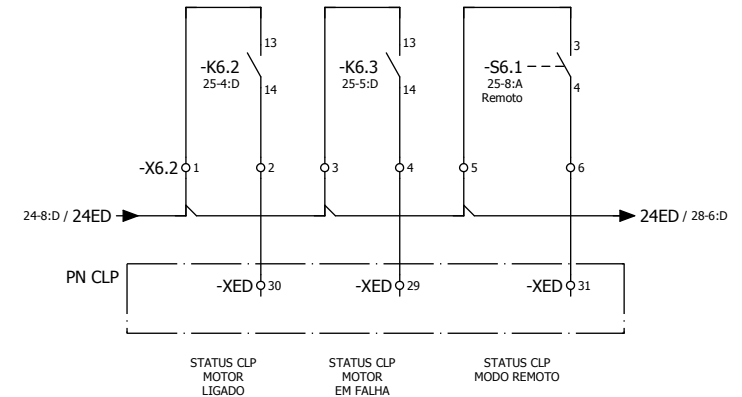 13
-K6.2
25-4:D
14
13
-K6.3
25-5:D
14
3
-S6.1
25-8:A
Remoto
4
-X6.2 1
2
3
4
5
6
24-8:D / 24ED
24ED / 28-6:D
PN CLP
-XED 30
-XED 29
-XED 31
STATUS CLP
MOTOR
LIGADO
STATUS CLP
MOTOR
EM FALHA
STATUS CLP
MODO REMOTO